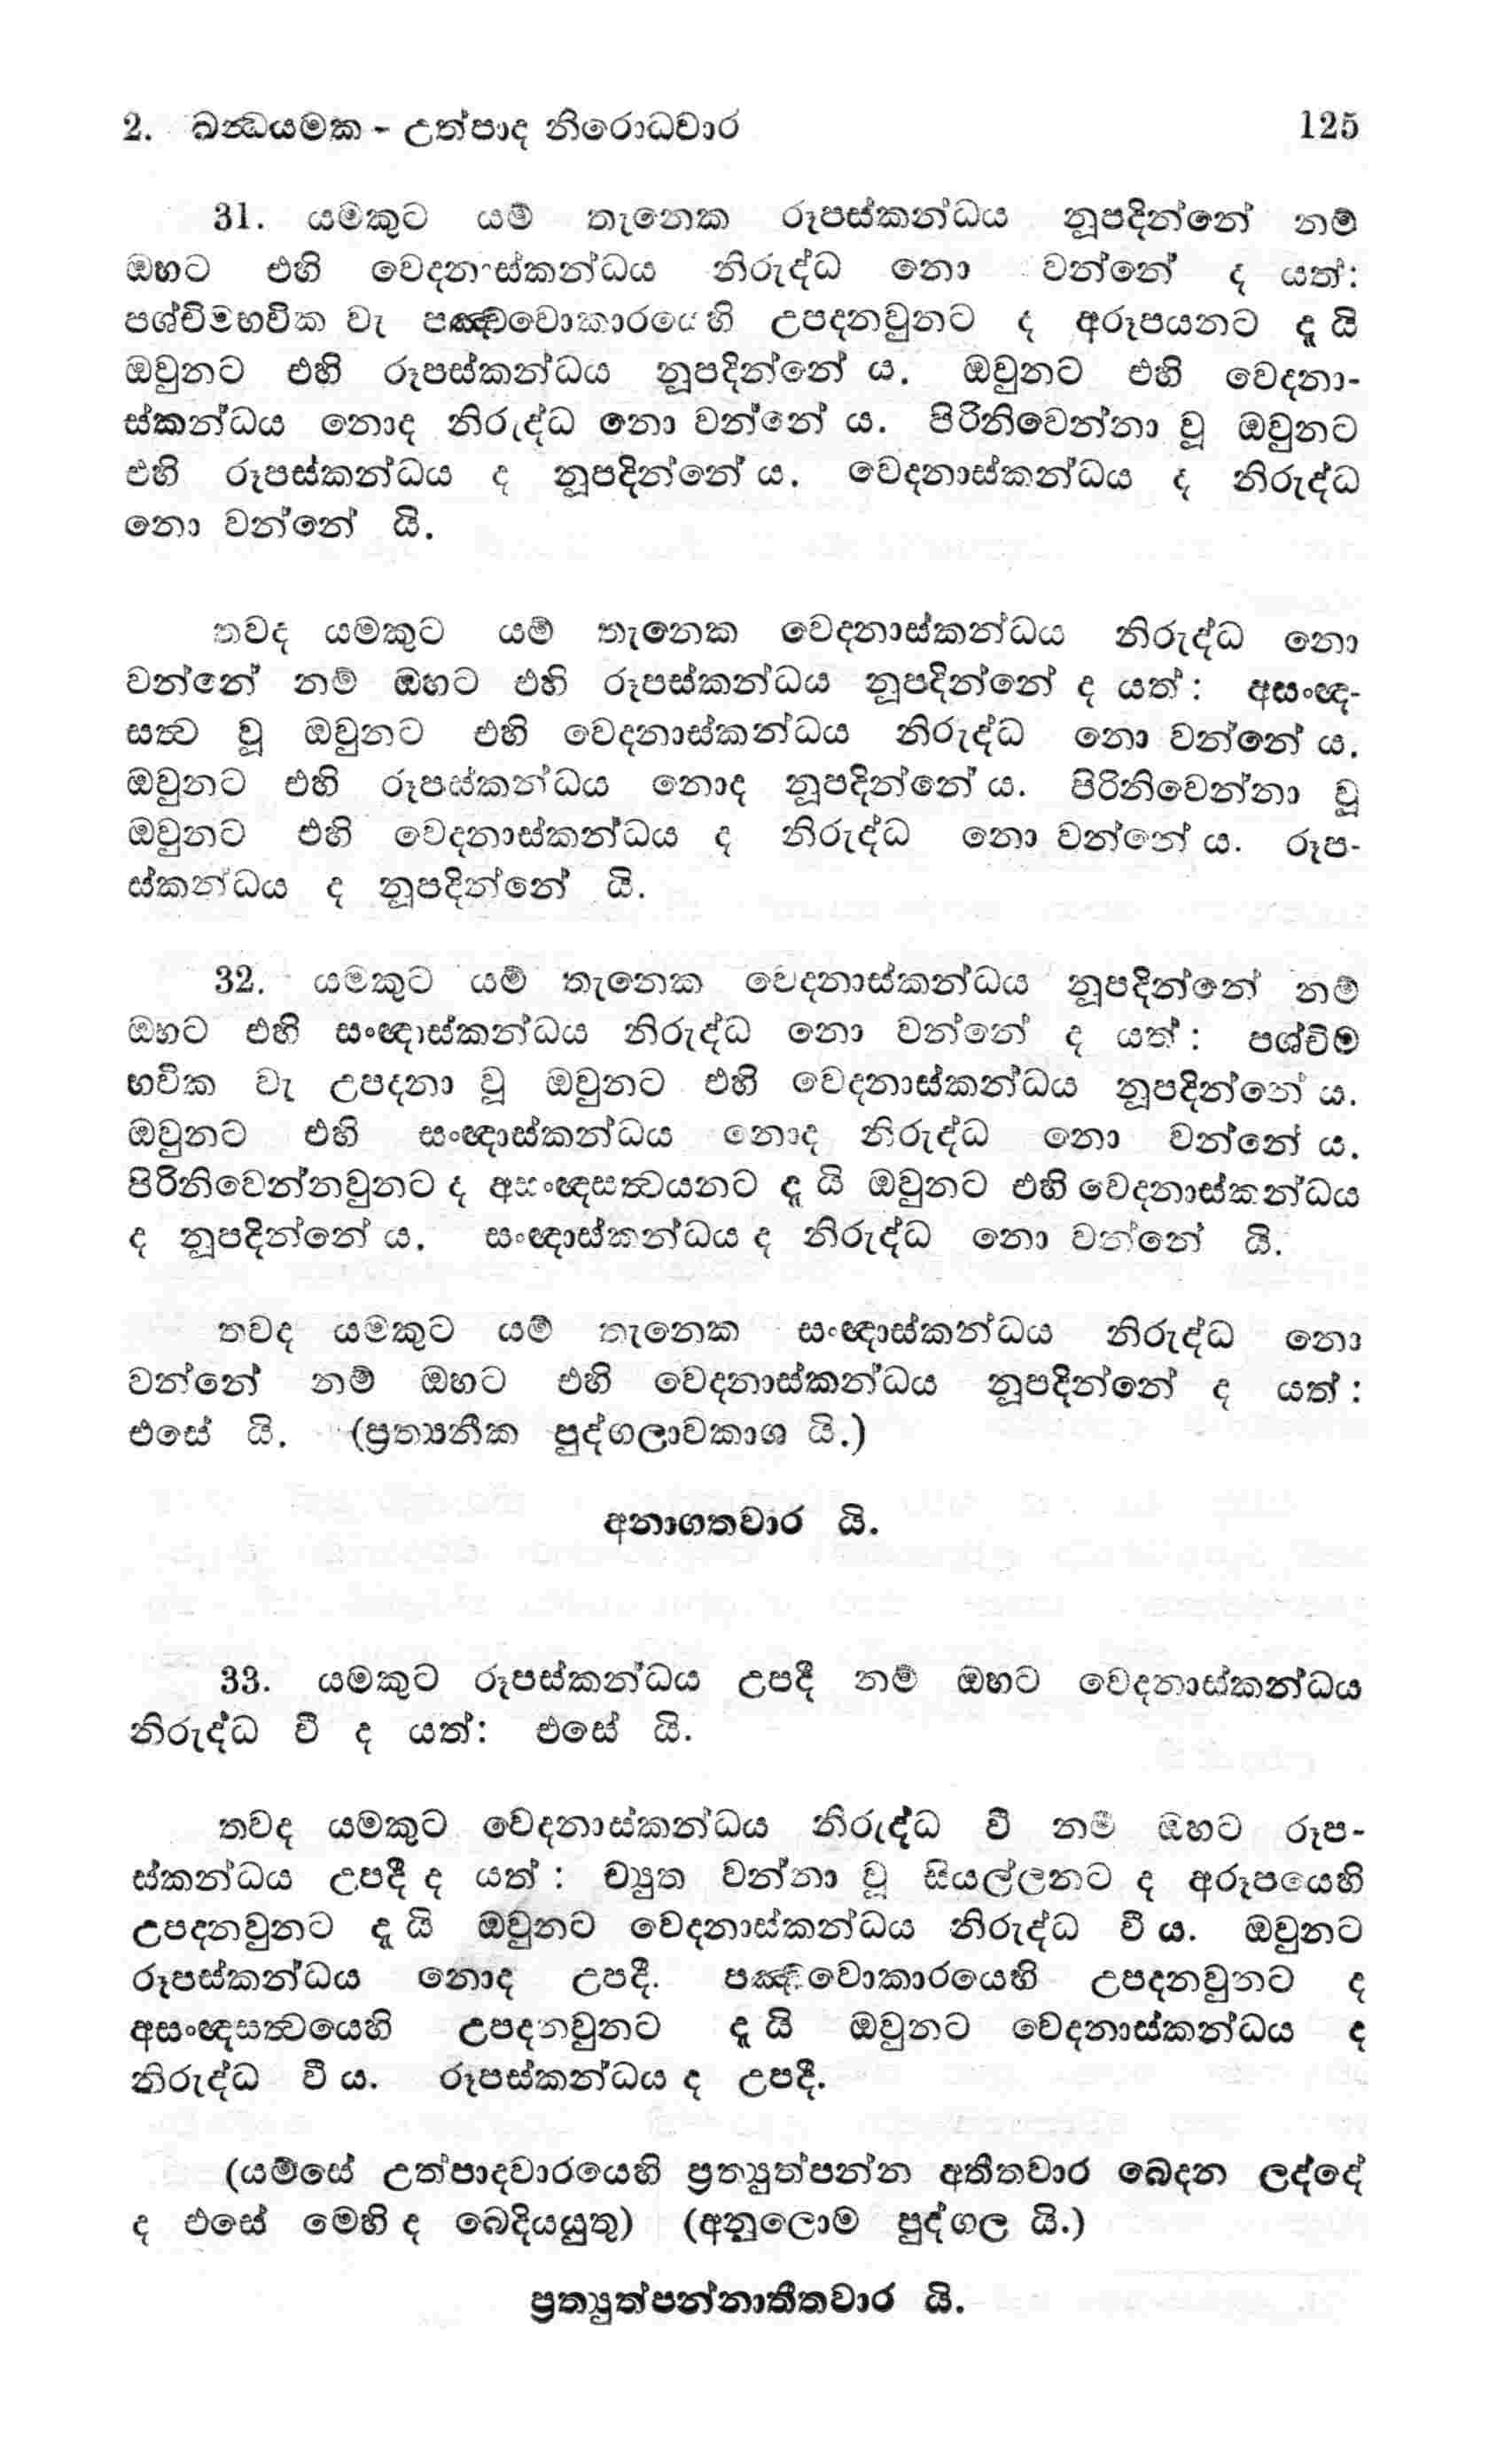 2. ඛන්‍ධයමක - උත්පාද නිරොධවාර 125
31. යමකුට යම් තැනෙක රූපස්කන්ධය නූපදින්නේ නම්
ඔහට එහි වෙදනාස්කන්ධය නිරුද්ධ නො වන්නේ ද යත්:
පශ්චිමභවික වැ පඤ්චවොකාරයෙහි උපදනවුනට ද අරූපයනට දු යි
ඔවුනට එහි රූපස්කන්ධය නූපදින්නේ ය. ඔවුනට එහි වෙදනා-
ස්කන්ධය නොද නිරුද්ධ නො වන්නේ ය. පිරිනිවෙන්නා වූ ඔවුනට
එහි රූපස්කන්ධය ද නූපදින්නේ ය. වෙදනාස්කන්ධය ද නිරුද්ධ
නො වන්නේ යි.
තවද යමකුට යම් තැනෙක වෙදනාස්කන්ධය නිරුද්ධ නො
වන්නේ නම් ඔහට එහි රූපස්කන්ධය නූපදින්නේ ද යත්: අසංඥ-
සත්‍ව වූ ඔවුනට එහි වෙදනාස්කන්ධය නිරුද්ධ නො වන්නේ ය.
ඔවුනට එහි රූපස්කන්ධය නොද නූපදින්නේ ය. පිරිනිවෙන්නා වූ
ඔවුනට එහි වෙදනාස්කන්ධය ද නිරුද්ධ නො වන්නේ ය. රූප-
ස්කන්ධය ද නූපදින්නේ යි.
32. යමකුට යම් තැනෙක වෙදනාස්කන්ධය නූපදින්නේ නම්
ඔහට එහි සංඥාස්කන්ධය නිරුද්ධ නො වන්නේ ද යත්: පශ්චිම
භවික වැ උපදනා වූ ඔවුනට එහි වෙදනාස්කන්ධය නූපදින්නේ ය.
ඔවුනට එහි සංඥාස්කන්ධය නොද නිරුද්ධ නො වන්නේ ය.
පිරිනිවෙන්නවුනට ද අසංඥසත්‍වයනට දු යි ඔවුනට එහි වෙදනාස්කන්ධය
ද නූපදින්නේ ය. සංඥාස්කන්ධය ද නිරුද්ධ නො වන්නේ යි.
තවද යමකුට යම් තැනෙක සංඥාස්කන්ධය නිරුද්ධ නො
වන්නේ නම් ඔහට එහි වෙදනාස්කන්ධය නූපදින්නේ ද යත්:
එසේ යි. (ප්‍රත්‍යනීක පුද්ගලාවකාශ යි.)
අනාගතවාර යි.
33. යමකුට රූපස්කන්ධය උපදී නම් ඔහට වෙදනාස්කන්ධය
නිරුද්ධ වී ද යත්: එසේ යි.
තවද යමකුට වෙදනාස්කන්ධය නිරුද්ධ වී නම් ඔහට රූප-
ස්කන්ධය උපදී ද යත්: ච්‍යුත වන්නා වූ සියල්ලනට ද අරූපයෙහි
උපදනවුනට දු යි ඔවුනට වෙදනාස්කන්ධය නිරුද්ධ වී ය. ඔවුනට
රූපස්කන්ධය නොද උපදී. පඤ්චවොකාරයෙහි උපදනවුනට ද
අසංඥසත්‍වයෙහි උපදනවුනට දු යි ඔවුනට වෙදනාස්කන්ධය ද
නිරුද්ධ වී ය. රූපස්කන්ධය ද උපදී.
(යම්සේ උත්පාදවාරයෙහි ප්‍රත්‍යුත්පන්න අතීතවාර බෙදන ලද්දේ
ද එසේ මෙහි ද බෙදියයුතු) (අනුලොම පුද්ගල යි.)
ප්‍රත්‍යුත්පන්නාතීතවාර යි.